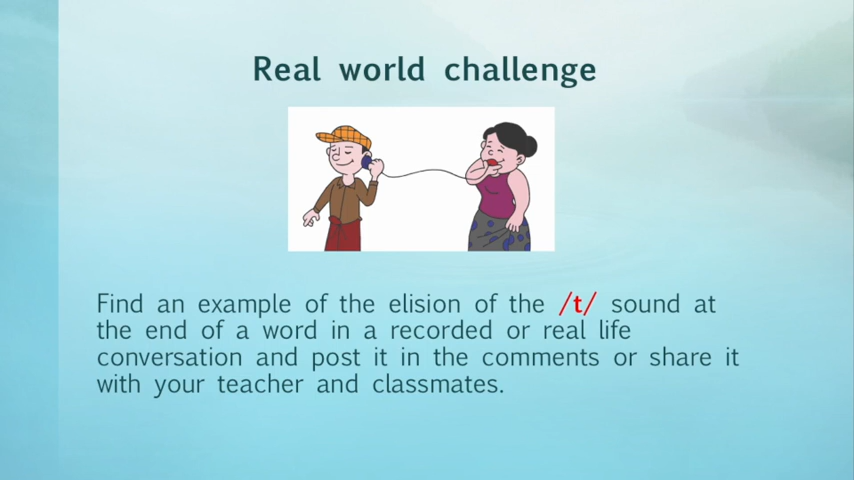 Real world challenge
Find an example of the elision of the /t/ sound at
the end of a word in a recorded or real life
conversation and post it in the comments or share it
with your teacher and classmates.